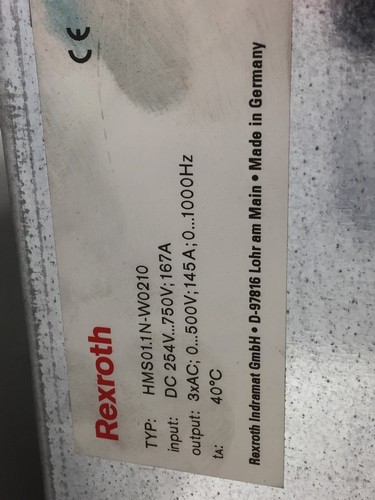 CE
Rexroth
TYP: HMS01.1N-W0210
input: DC 254V...750V; 167A
output: 3xAC; 0...500V; 145A; 0...1000Hz
tA: 40°C
Rexroth Indramat GmbH • D-97816 Lohr am Main • Made in Germany